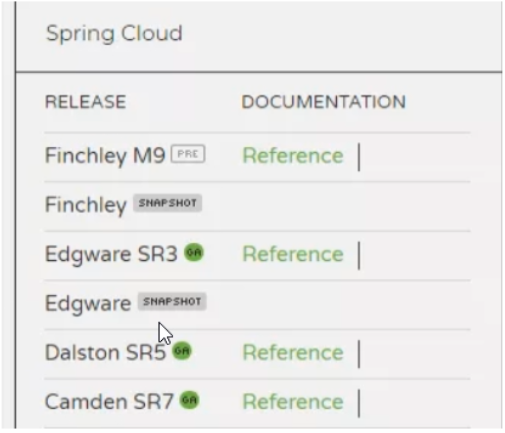 Spring Cloud
RELEASE DOCUMENTATION
Finchley M9 PRE Reference
Finchley SNAPSHOT
Edgware SR3 GA Reference
Edgware SNAPSHOT
Dalston SR5 GA Reference
Camden SR7 GA Reference